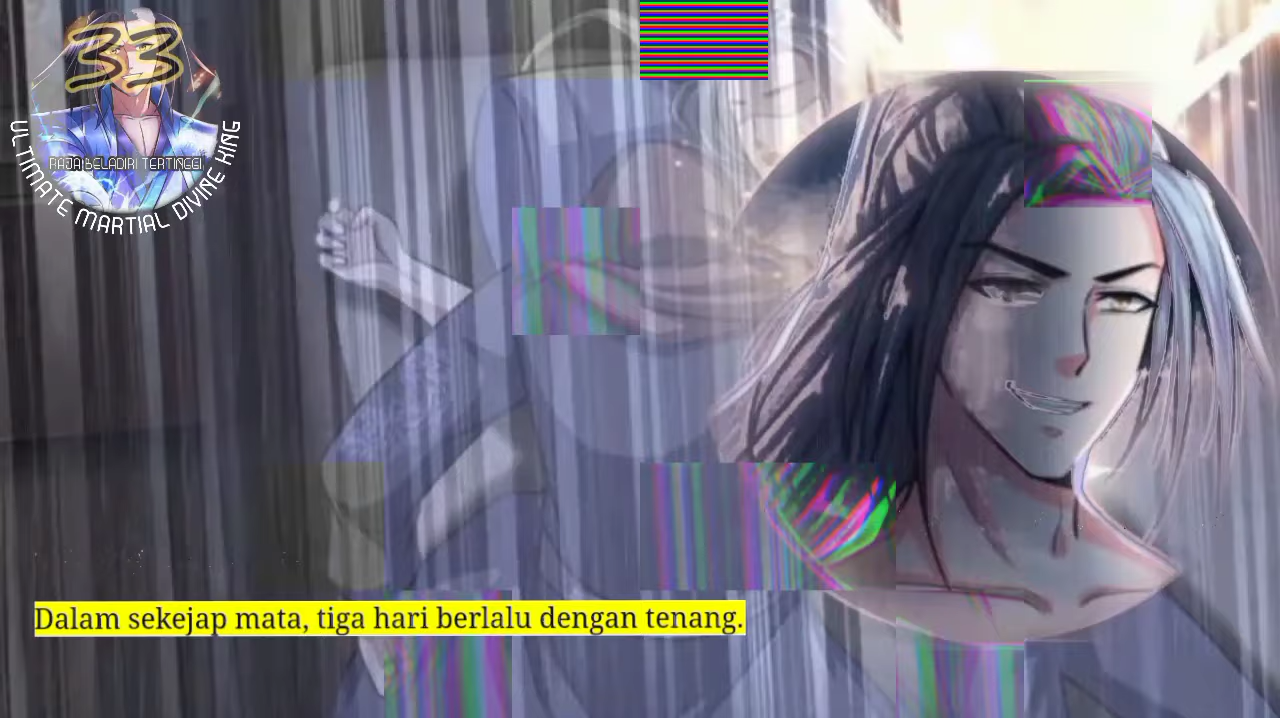 33
RAJA BELADIRI TERTINGGI
ULTIMATE MARTIAL DIVINE KING
Dalam sekejap mata, tiga hari berlalu dengan tenang.